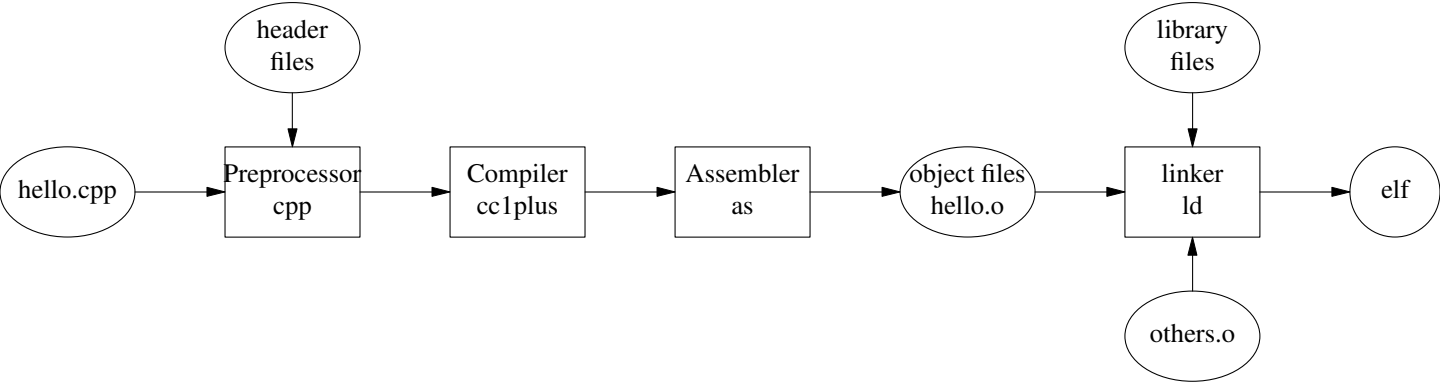 header
files
library
files
hello.cpp
Preprocessor
cpp
Compiler
cc1plus
Assembler
as
object files
hello.o
linker
ld
elf
others.o